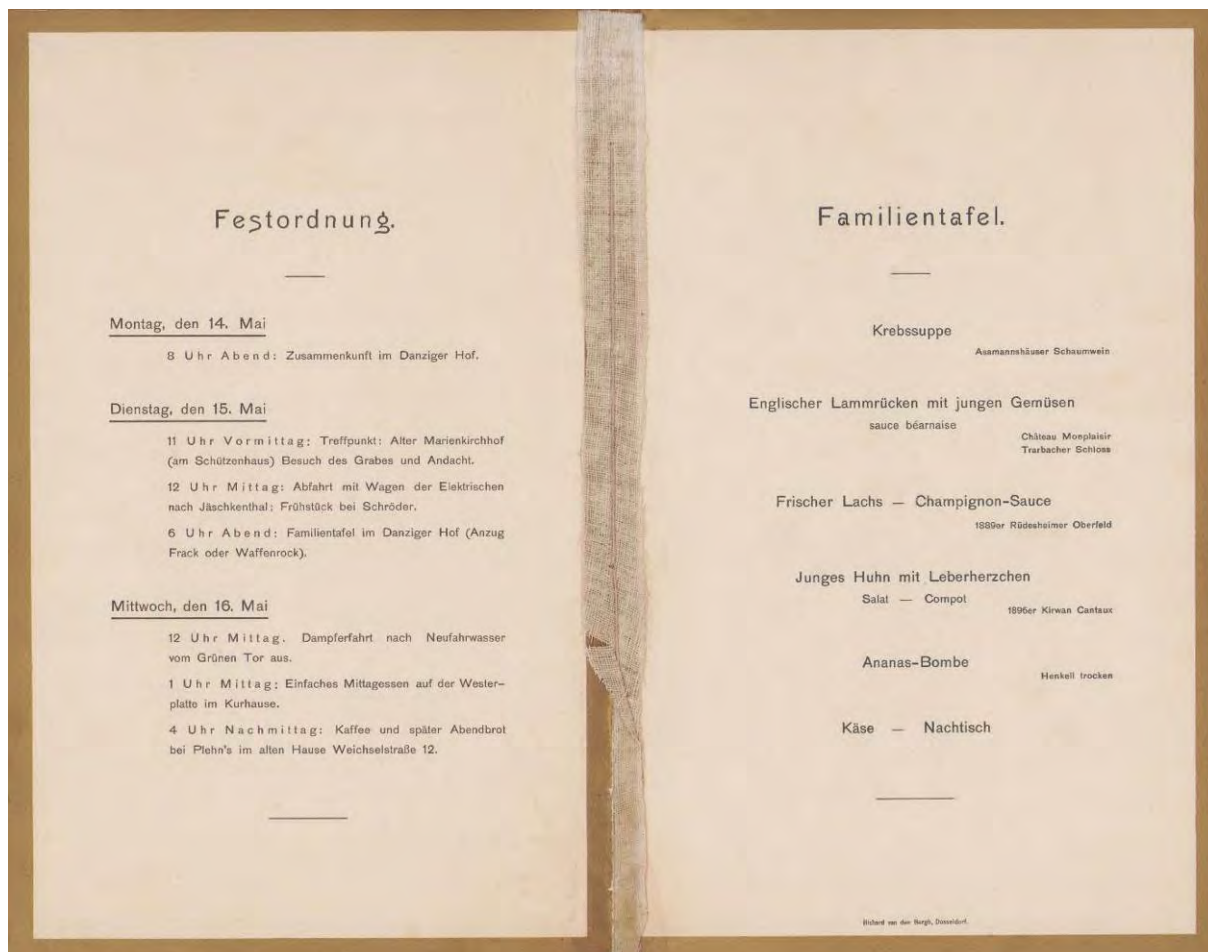 Festordnung.
Montag, den 14. Mai
8 Uhr Abend: Zusammenkunft im Danziger Hof.
Dienstag, den 15. Mai
11 Uhr Vormittag: Treffpunkt: Alter Marienkirchhof
(am Schützenhaus) Besuch des Grabes und Andacht.
12 Uhr Mittag: Abfahrt mit Wagen der Elektrischen
nach Jäschkenthal: Frühstück bei Schröder.
6 Uhr Abend: Familientafel im Danziger Hof (Anzug
Frack oder Waffenrock).
Mittwoch, den 16. Mai
12 Uhr Mittag. Dampferfahrt nach Neufahrwasser
vom Grünen Tor aus.
1 Uhr Mittag: Einfaches Mittagessen auf der Wester-
platte im Kurhause.
4 Uhr Nachmittag: Kaffee und später Abendbrot
bei Plehn's im alten Hause Weichselstraße 12.
Familientafel.
Krebssuppe
Assmannshäuser Schaumwein
Englischer Lammrücken mit jungen Gemüsen
sauce béarnaise
Château Monplaisir
Trarbacher Schloss
Frischer Lachs — Champignon-Sauce
1889er Rüdesheimer Oberfeld
Junges Huhn mit Leberherzchen
Salat — Compot
1896er Kirwan Cantaux
Ananas-Bombe
Henkell trocken
Käse — Nachtisch
Richard van den Bergh, Düsseldorf.